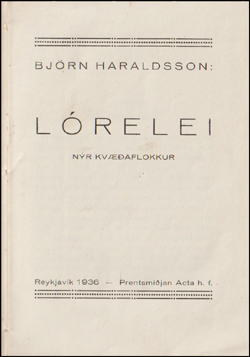 BJÖRN HARALDSSON:
LÓRELEI
NÝR KVÆÐAFLOKKUR
Reykjavík 1936 — Prentsmiðjan Acta h. f.